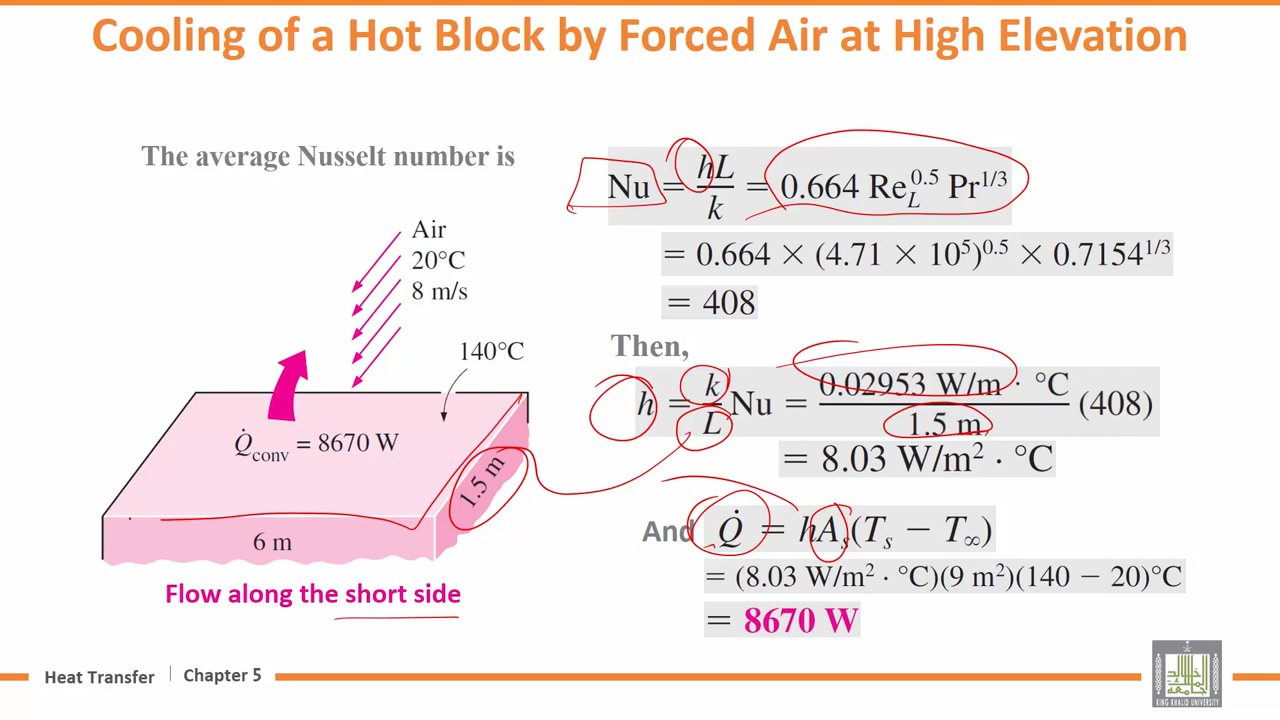 Cooling of a Hot Block by Forced Air at High Elevation
The average Nusselt number is
Nu = hL/k = 0.664 Re_L^0.5 Pr^1/3
= 0.664 × (4.71 × 10^5)^0.5 × 0.7154^1/3
= 408
Air
20°C
8 m/s
140°C
Q̇conv = 8670 W
1.5 m
6 m
Flow along the short side
Then,
h = k/L Nu = 0.02953 W/m · °C / 1.5 m (408)
= 8.03 W/m² · °C
And Q̇ = hA_s(T_s − T_∞)
= (8.03 W/m² · °C)(9 m²)(140 − 20)°C
= 8670 W
Heat Transfer | Chapter 5
KING KHALID UNIVERSITY